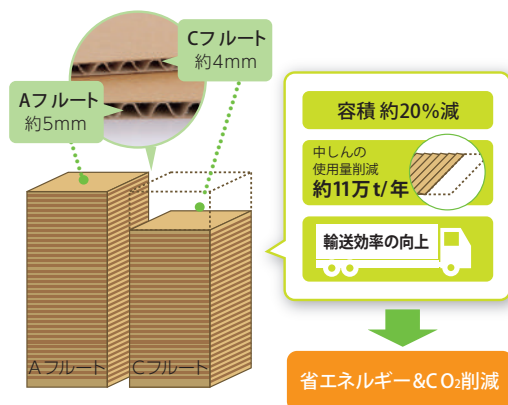 Cフルート
約4mm
Aフルート
約5mm
容積 約20%減
中しんの
使用量削減
約11万t/年
輸送効率の向上
Aフルート
Cフルート
省エネルギー&CO₂削減